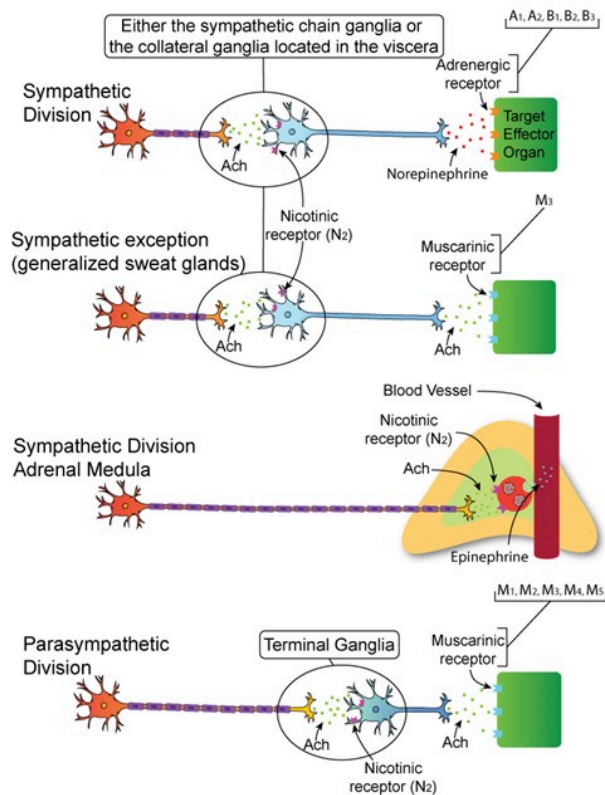 A1, A2, B1, B2, B3
Either the sympathetic chain ganglia or
the collateral ganglia located in the viscera
Adrenergic
receptor
Sympathetic
Division
Target
Effector
Organ
Ach
Norepinephrine
Nicotinic
receptor (N2)
M3
Sympathetic exception
(generalized sweat glands)
Muscarinic
receptor
Ach
Ach
Blood Vessel
Nicotinic
receptor (N2)
Sympathetic Division
Adrenal Medula
Ach
Epinephrine
M1, M2, M3, M4, M5
Parasympathetic
Division
Terminal Ganglia
Muscarinic
receptor
Ach
Ach
Nicotinic
receptor (N2)